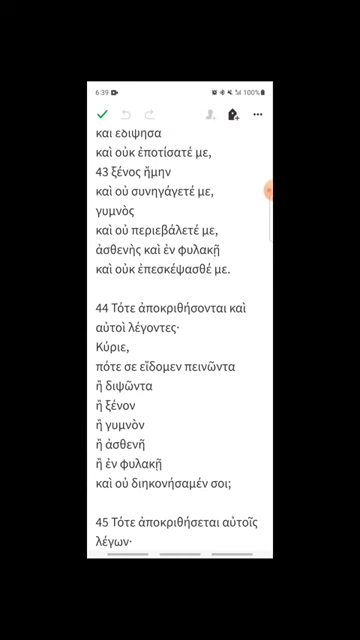 6:39
100%
καὶ ἐδίψησα
καὶ οὐκ ἐποτίσατέ με,
43 ξένος ἤμην
καὶ οὐ συνηγάγετέ με,
γυμνὸς
καὶ οὐ περιεβάλετέ με,
ἀσθενὴς καὶ ἐν φυλακῇ
καὶ οὐκ ἐπεσκέψασθέ με.
44 Τότε ἀποκριθήσονται καὶ
αὐτοὶ λέγοντες·
Κύριε,
πότε σε εἴδομεν πεινῶντα
ἢ διψῶντα
ἢ ξένον
ἢ γυμνὸν
ἢ ἀσθενῆ
ἢ ἐν φυλακῇ
καὶ οὐ διηκονήσαμέν σοι;
45 Τότε ἀποκριθήσεται αὐτοῖς
λέγων·